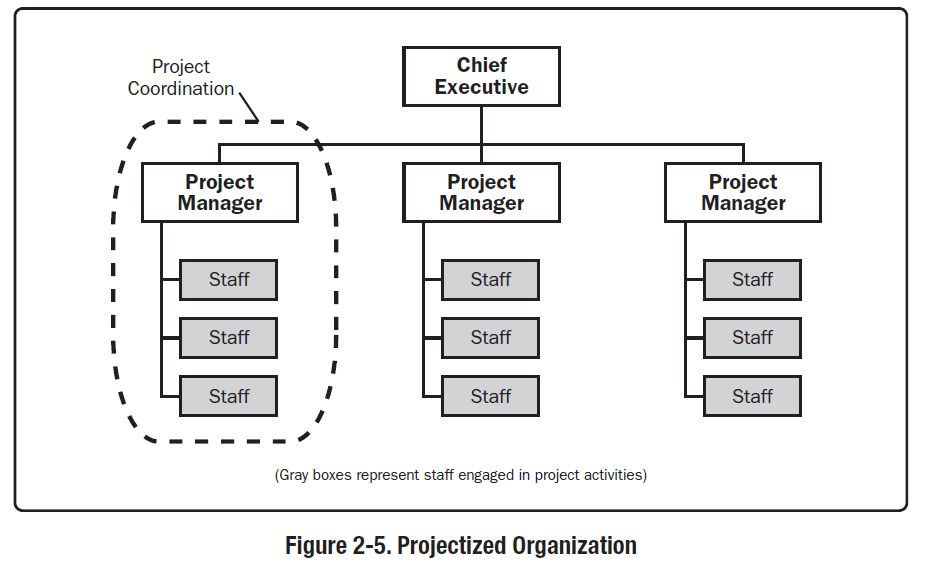 Project
Coordination
Chief
Executive
Project
Manager
Project
Manager
Project
Manager
Staff
Staff
Staff
Staff
Staff
Staff
Staff
Staff
Staff
(Gray boxes represent staff engaged in project activities)
Figure 2-5. Projectized Organization